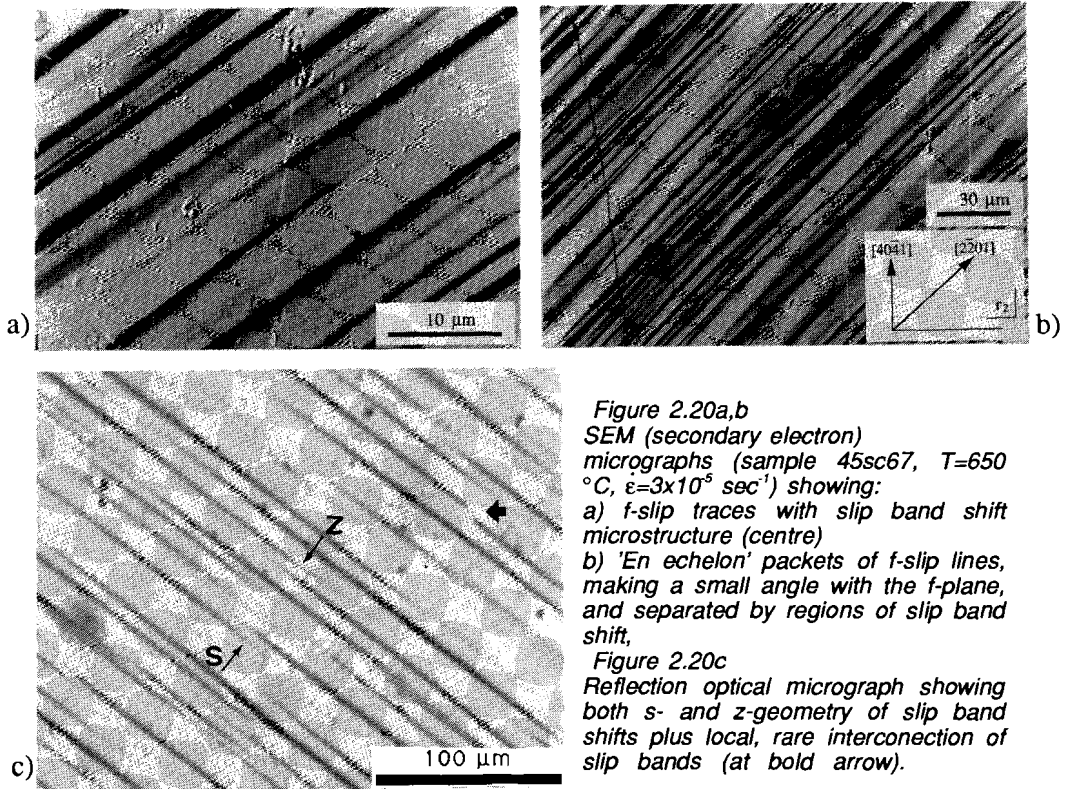 a)
10 µm
30 µm
[4041]
[2201]
r₂
b)
Z
S
100 µm
c)
Figure 2.20a,b
SEM (secondary electron)
micrographs (sample 45sc67, T=650
°C, ε̇=3x10⁻⁵ sec⁻¹) showing:
a) f-slip traces with slip band shift
microstructure (centre)
b) 'En echelon' packets of f-slip lines,
making a small angle with the f-plane,
and separated by regions of slip band
shift,
Figure 2.20c
Reflection optical micrograph showing
both s- and z-geometry of slip band
shifts plus local, rare interconection of
slip bands (at bold arrow).